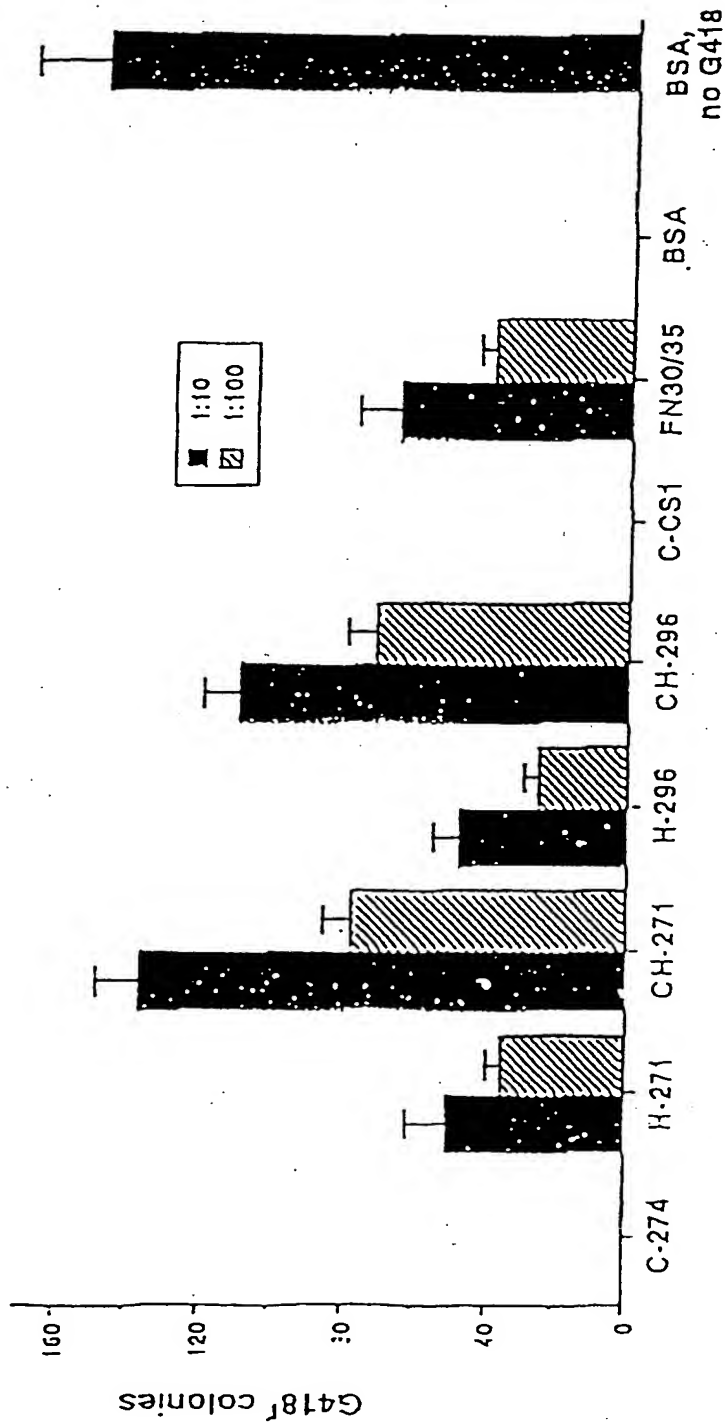 G418ʳ colonies
160
120
80
40
0
1:10
1:100
C-274
H-271
CH-271
H-296
CH-296
C-CS1
FN30/35
BSA
BSA,
no G418